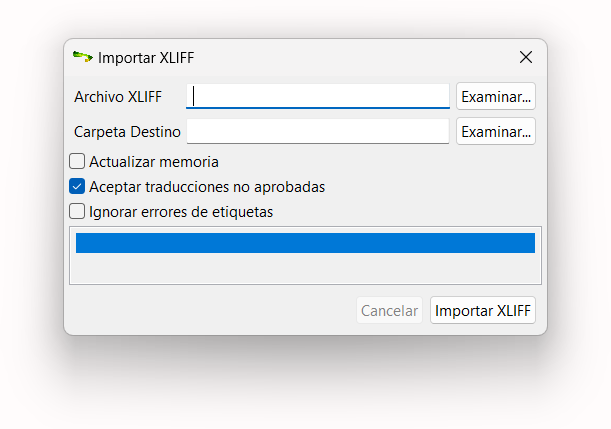 Importar XLIFF
Archivo XLIFF Examinar...
Carpeta Destino Examinar...
Actualizar memoria
Aceptar traducciones no aprobadas
Ignorar errores de etiquetas
Cancelar Importar XLIFF